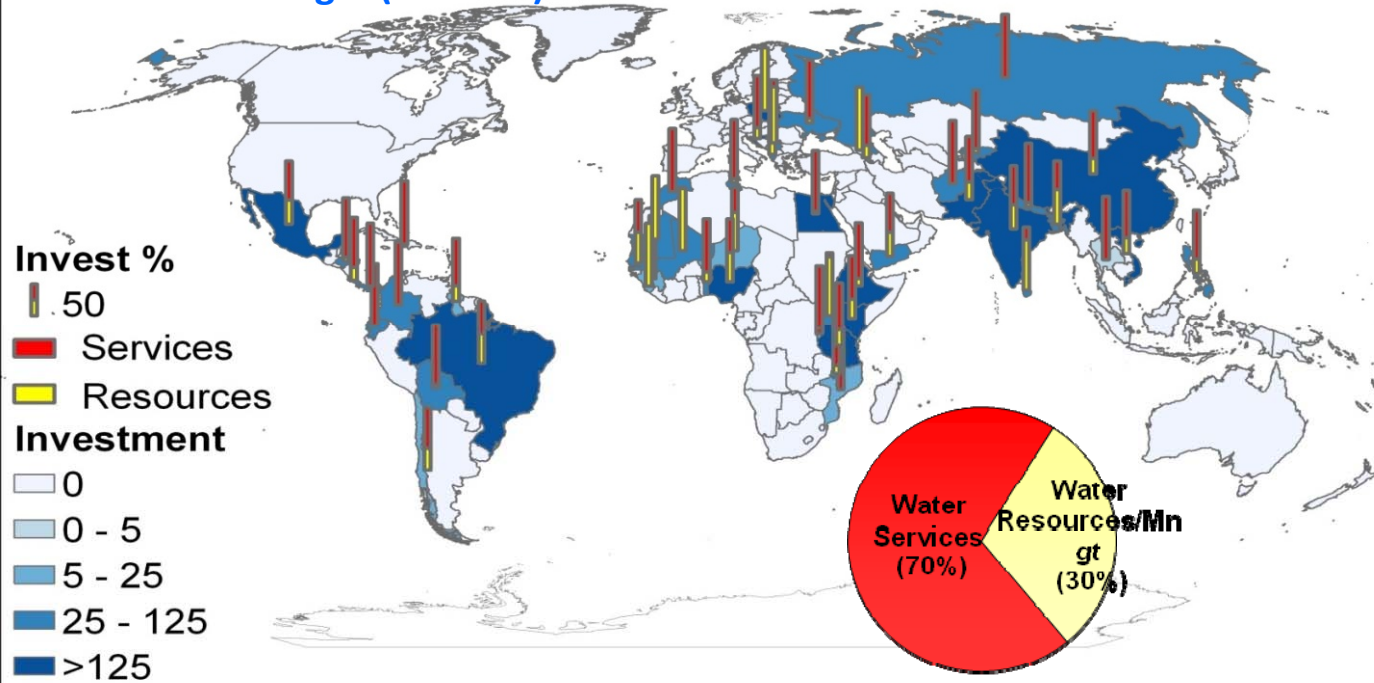 Invest %
50
Services
Resources
Investment
0
0 - 5
5 - 25
25 - 125
>125
Water
Services
(70%)
Water
Resources/Mn
gt
(30%)